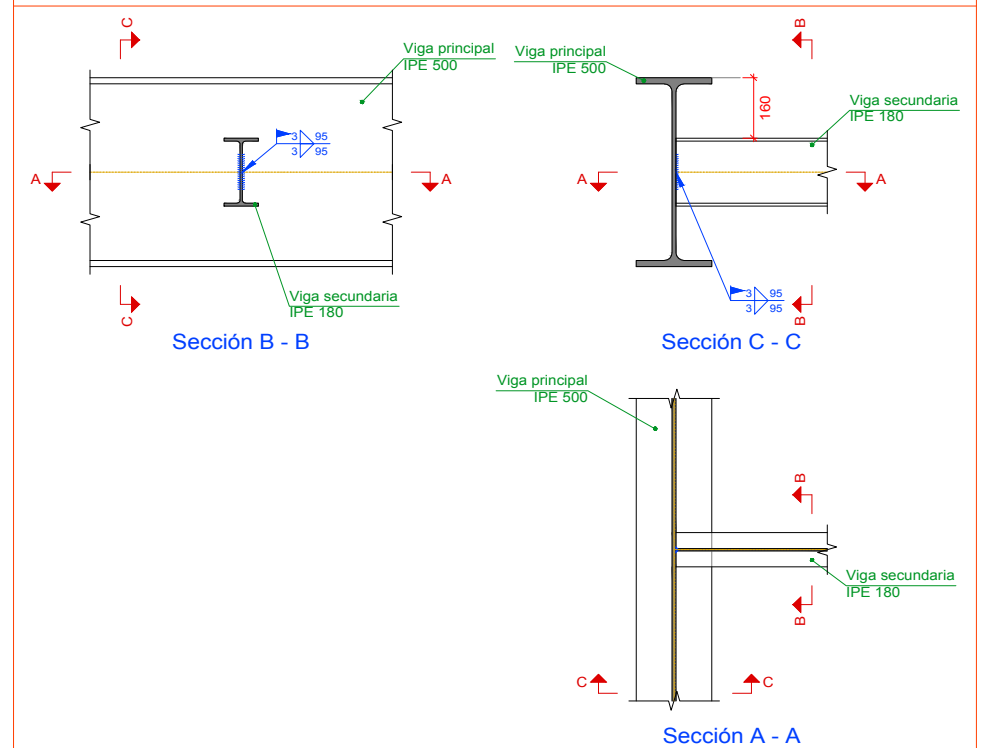 C
B
Viga principal
IPE 500
Viga principal
IPE 500
160
Viga secundaria
IPE 180
3 95
3 95
A
A
A
A
Viga secundaria
IPE 180
3 95
3 95
C
B
Sección B - B
Sección C - C
Viga principal
IPE 500
B
Viga secundaria
IPE 180
B
C
C
Sección A - A